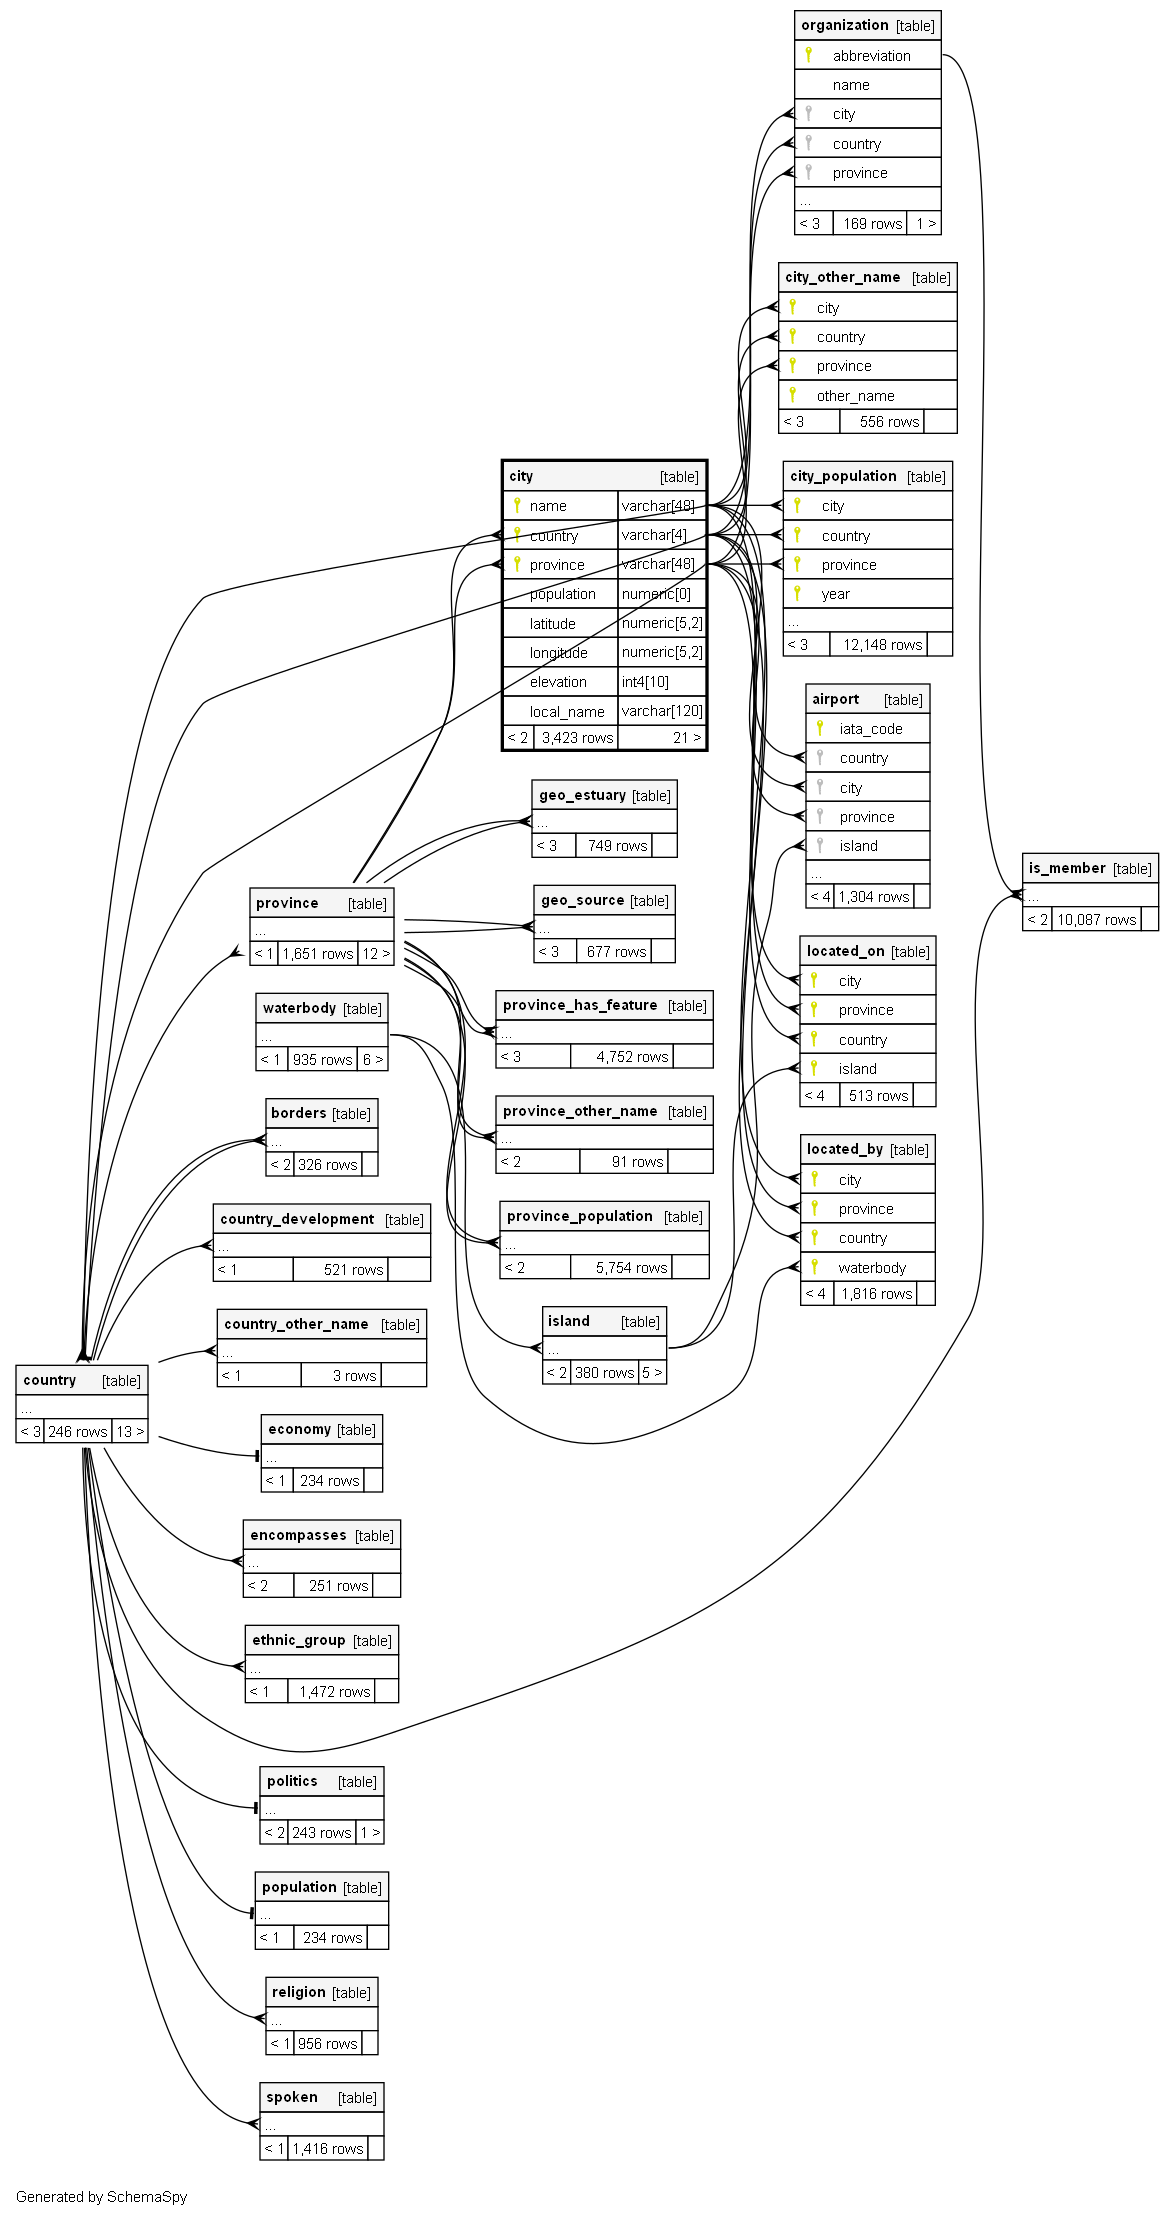 organization [table]
abbreviation
name
city
country
province
...
< 3 169 rows 1 >
city_other_name [table]
city
country
province
other_name
< 3 556 rows
city [table]
name varchar[48]
country varchar[4]
province varchar[48]
population numeric[0]
latitude numeric[5,2]
longitude numeric[5,2]
elevation int4[10]
local_name varchar[120]
< 2 3,423 rows 21 >
city_population [table]
city
country
province
year
...
< 3 12,148 rows
airport [table]
iata_code
country
city
province
island
...
< 4 1,304 rows
geo_estuary [table]
...
< 3 749 rows
is_member [table]
...
< 2 10,087 rows
province [table]
...
< 1 1,651 rows 12 >
geo_source [table]
...
< 3 677 rows
located_on [table]
city
province
country
island
< 4 513 rows
waterbody [table]
...
< 1 935 rows 6 >
province_has_feature [table]
...
< 3 4,752 rows
borders [table]
...
< 2 326 rows
province_other_name [table]
...
< 2 91 rows
located_by [table]
city
province
country
waterbody
< 4 1,816 rows
country_development [table]
...
< 1 521 rows
province_population [table]
...
< 2 5,754 rows
country_other_name [table]
...
< 1 3 rows
island [table]
...
< 2 380 rows 5 >
country [table]
...
< 3 246 rows 13 >
economy [table]
...
< 1 234 rows
encompasses [table]
...
< 2 251 rows
ethnic_group [table]
...
< 1 1,472 rows
politics [table]
...
< 2 243 rows 1 >
population [table]
...
< 1 234 rows
religion [table]
...
< 1 956 rows
spoken [table]
...
< 1 1,416 rows
Generated by SchemaSpy